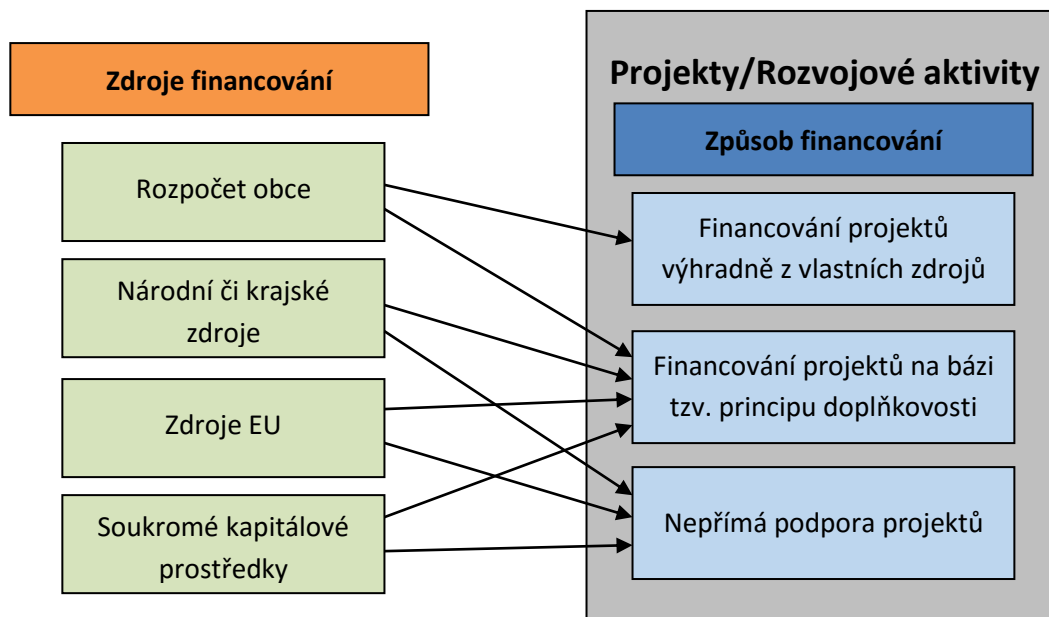 Zdroje financování
Rozpočet obce
Národní či krajské
zdroje
Zdroje EU
Soukromé kapitálové
prostředky
Projekty/Rozvojové aktivity
Způsob financování
Financování projektů
výhradně z vlastních zdrojů
Financování projektů na bázi
tzv. principu doplňkovosti
Nepřímá podpora projektů